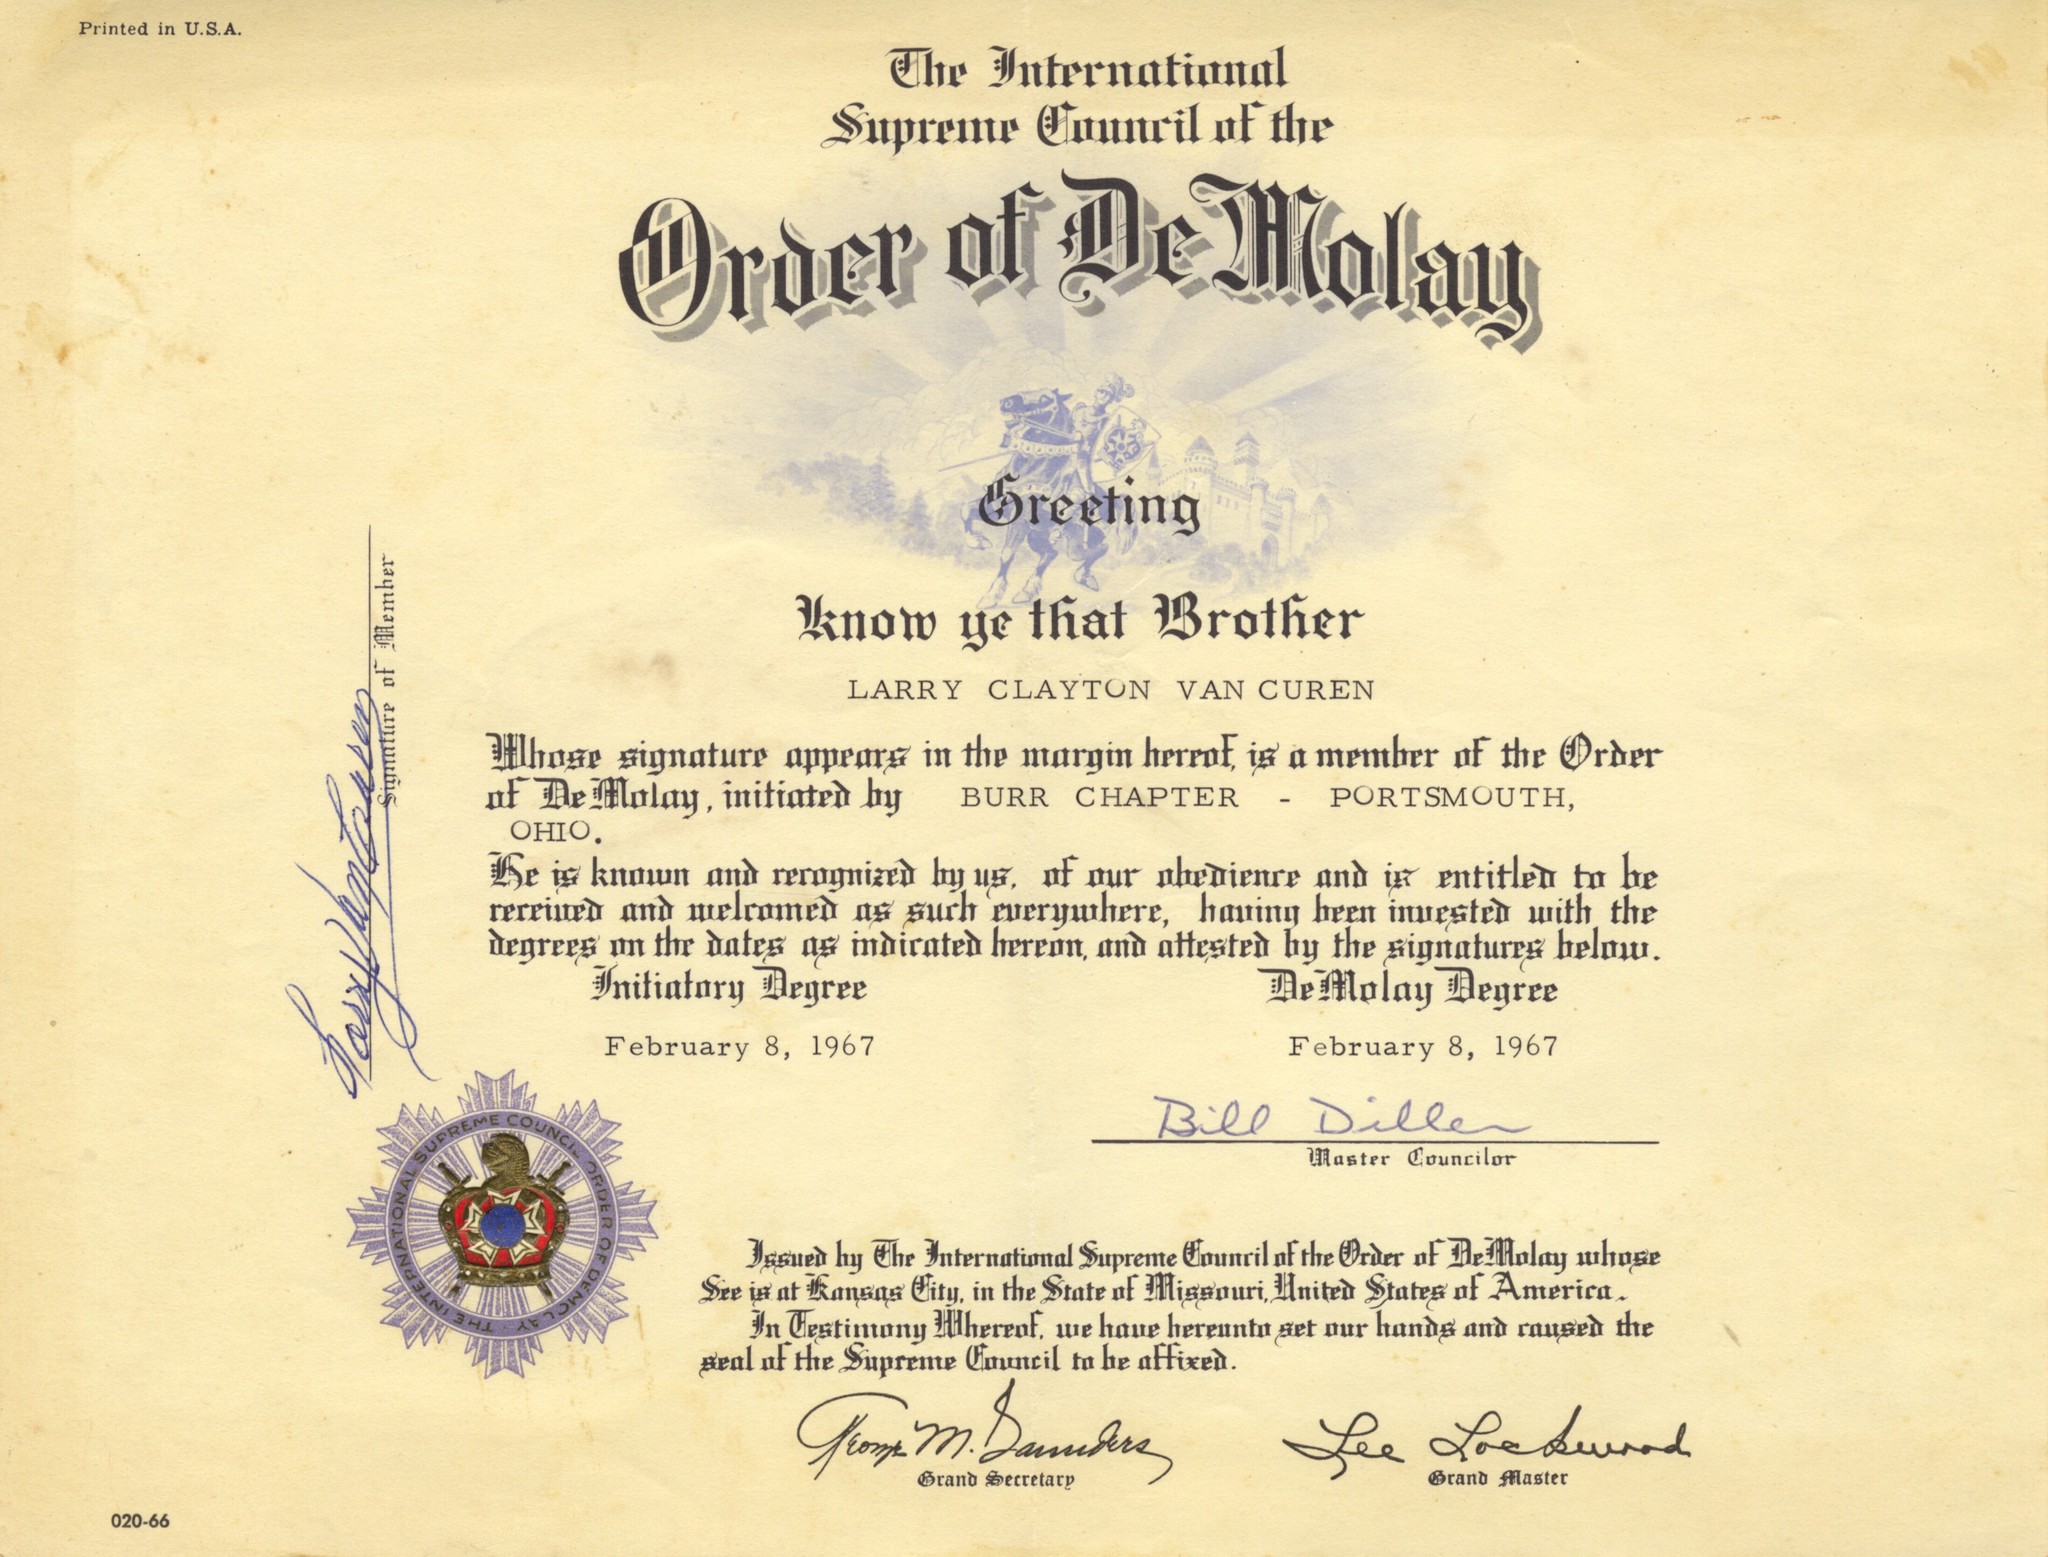 Printed in U.S.A.
The International
Supreme Council of the
Order of DeMolay
Greeting
Know ye that Brother
LARRY CLAYTON VAN CUREN
Whose signature appears in the margin hereof, is a member of the Order
of DeMolay, initiated by BURR CHAPTER - PORTSMOUTH,
OHIO.
He is known and recognized by us, of our obedience and is entitled to be
received and welcomed as such everywhere, having been invested with the
degrees on the dates as indicated hereon, and attested by the signatures below.
Initiatory Degree DeMolay Degree
February 8, 1967 February 8, 1967
Larry VanCuren
Signature of Member
Bill Diller
Master Councilor
THE INTERNATIONAL SUPREME COUNCIL ORDER OF DEMOLAY
Issued by The International Supreme Council of the Order of DeMolay whose
See is at Kansas City, in the State of Missouri, United States of America.
In Testimony Whereof, we have hereunto set our hands and caused the
seal of the Supreme Council to be affixed.
George M. Saunders Lee Lockwood
Grand Secretary Grand Master
020-66